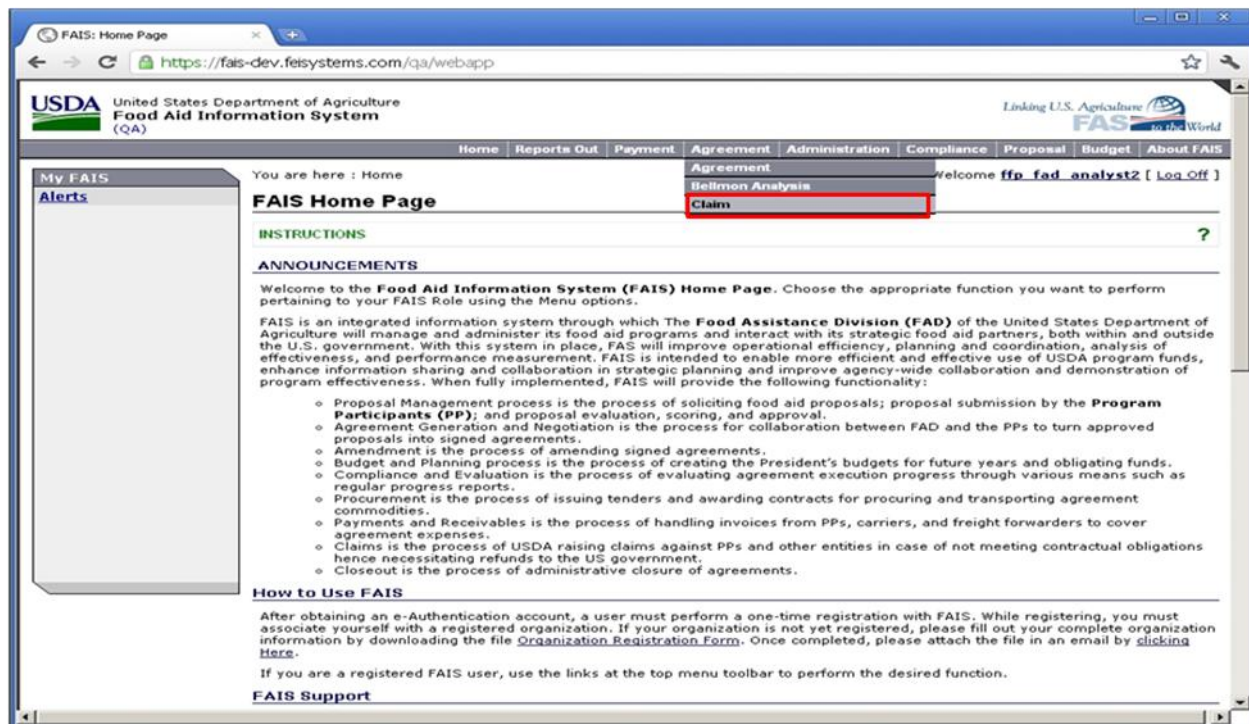 FAIS: Home Page
https://fais-dev.feisystems.com/qa/webapp
USDA United States Department of Agriculture
Food Aid Information System
(QA)
Linking U.S. Agriculture
FAS to the World
Home Reports Out Payment Agreement Administration Compliance Proposal Budget About FAIS
Agreement
Bellmon Analysis
Claim
My FAIS
Alerts
You are here : Home
Welcome ffp_fad_analyst2 [ Log Off ]
FAIS Home Page
INSTRUCTIONS ?
ANNOUNCEMENTS
Welcome to the Food Aid Information System (FAIS) Home Page. Choose the appropriate function you want to perform
pertaining to your FAIS Role using the Menu options.
FAIS is an integrated information system through which The Food Assistance Division (FAD) of the United States Department of
Agriculture will manage and administer its food aid programs and interact with its strategic food aid partners, both within and outside
the U.S. government. With this system in place, FAS will improve operational efficiency, planning and coordination, analysis of
effectiveness, and performance measurement. FAIS is intended to enable more efficient and effective use of USDA program funds,
enhance information sharing and collaboration in strategic planning and improve agency-wide collaboration and demonstration of
program effectiveness. When fully implemented, FAIS will provide the following functionality:
Proposal Management process is the process of soliciting food aid proposals; proposal submission by the Program
Participants (PP); and proposal evaluation, scoring, and approval.
Agreement Generation and Negotiation is the process for collaboration between FAD and the PPs to turn approved
proposals into signed agreements.
Amendment is the process of amending signed agreements.
Budget and Planning process is the process of creating the President's budgets for future years and obligating funds.
Compliance and Evaluation is the process of evaluating agreement execution progress through various means such as
regular progress reports.
Procurement is the process of issuing tenders and awarding contracts for procuring and transporting agreement
commodities.
Payments and Receivables is the process of handling invoices from PPs, carriers, and freight forwarders to cover
agreement expenses.
Claims is the process of USDA raising claims against PPs and other entities in case of not meeting contractual obligations
hence necessitating refunds to the US government.
Closeout is the process of administrative closure of agreements.
How to Use FAIS
After obtaining an e-Authentication account, a user must perform a one-time registration with FAIS. While registering, you must
associate yourself with a registered organization. If your organization is not yet registered, please fill out your complete organization
information by downloading the file Organization Registration Form. Once completed, please attach the file in an email by clicking
Here.
If you are a registered FAIS user, use the links at the top menu toolbar to perform the desired function.
FAIS Support